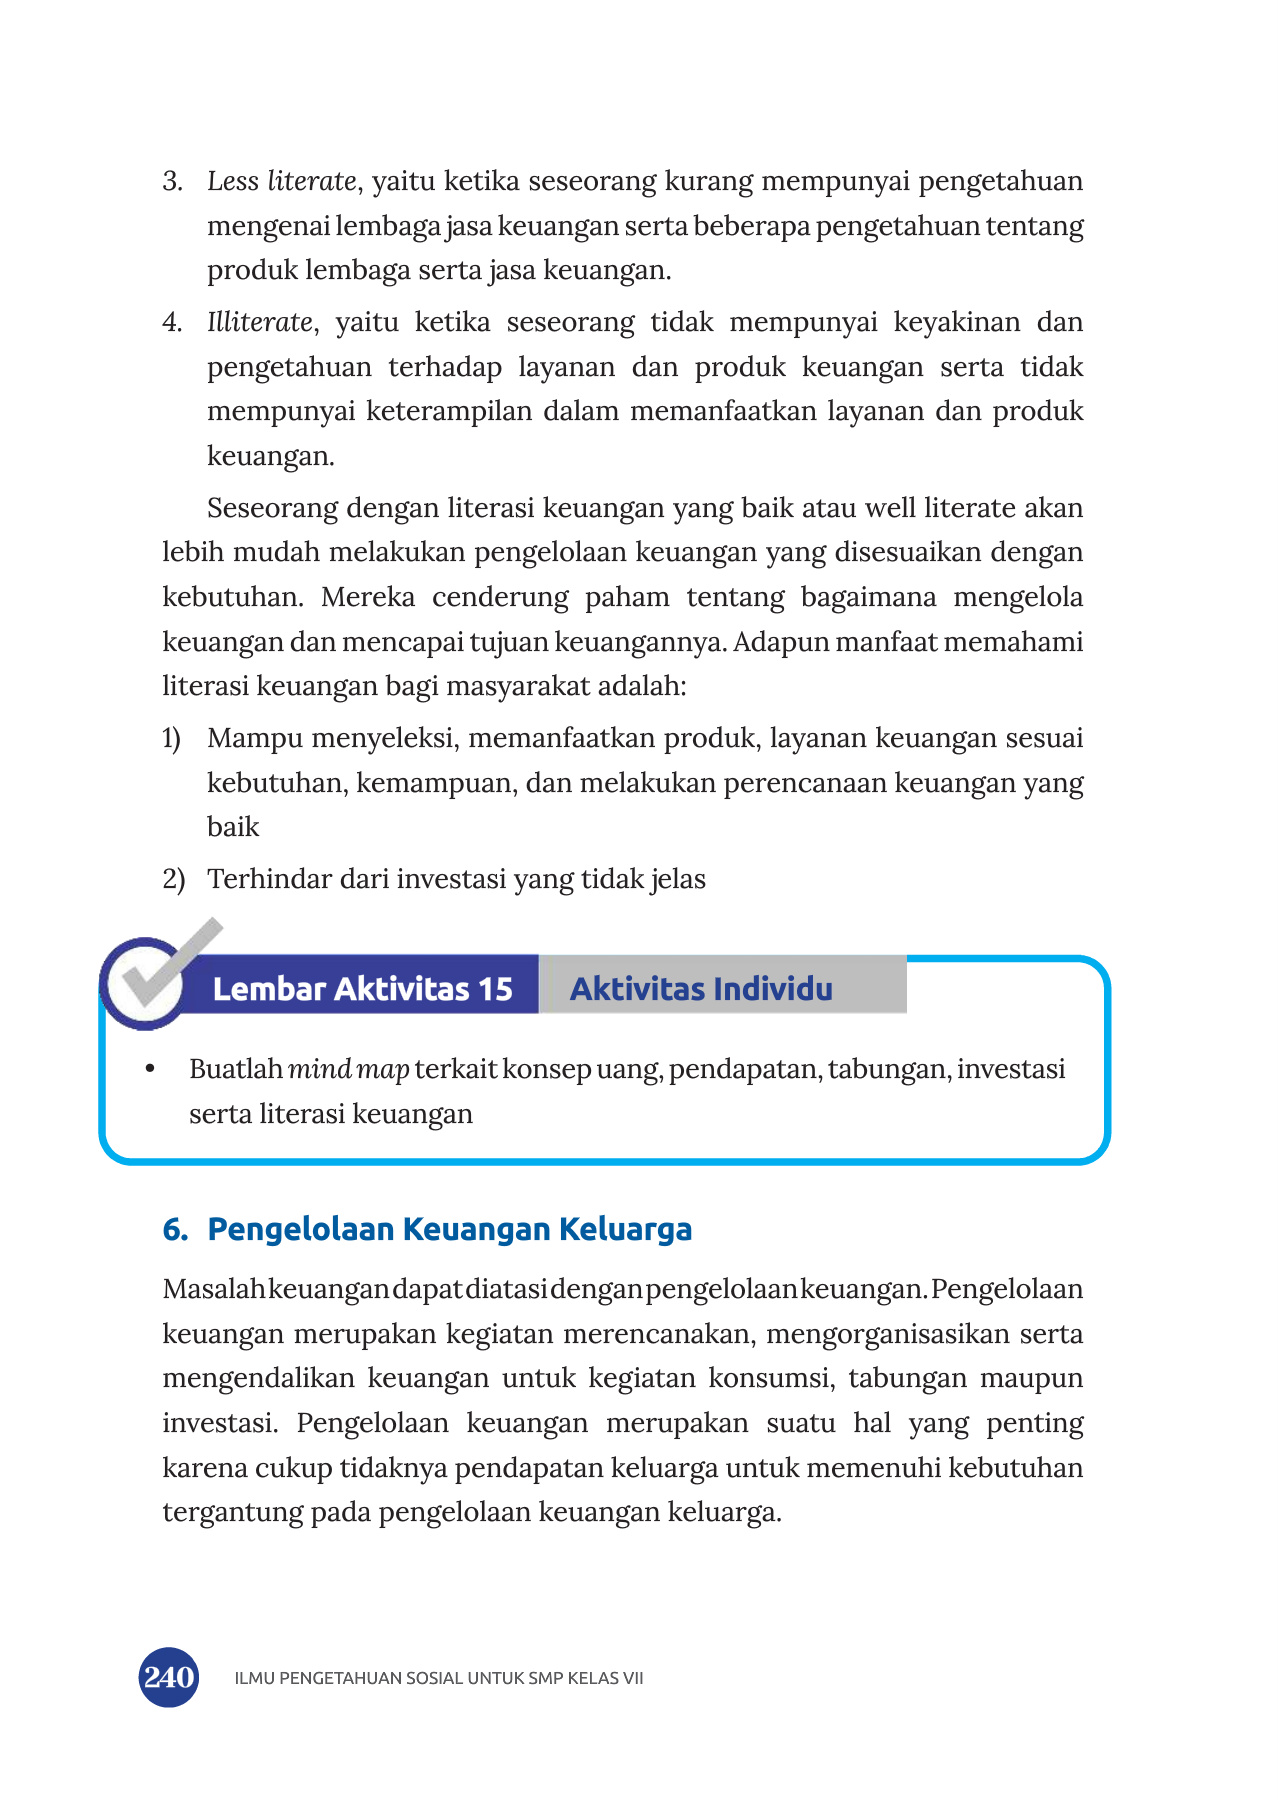 3. Less literate, yaitu ketika seseorang kurang mempunyai pengetahuan
mengenai lembaga jasa keuangan serta beberapa pengetahuan tentang
produk lembaga serta jasa keuangan.
4. Illiterate, yaitu ketika seseorang tidak mempunyai keyakinan dan
pengetahuan terhadap layanan dan produk keuangan serta tidak
mempunyai keterampilan dalam memanfaatkan layanan dan produk
keuangan.
Seseorang dengan literasi keuangan yang baik atau well literate akan
lebih mudah melakukan pengelolaan keuangan yang disesuaikan dengan
kebutuhan. Mereka cenderung paham tentang bagaimana mengelola
keuangan dan mencapai tujuan keuangannya. Adapun manfaat memahami
literasi keuangan bagi masyarakat adalah:
1) Mampu menyeleksi, memanfaatkan produk, layanan keuangan sesuai
kebutuhan, kemampuan, dan melakukan perencanaan keuangan yang
baik
2) Terhindar dari investasi yang tidak jelas
Lembar Aktivitas 15 Aktivitas Individu
• Buatlah mind map terkait konsep uang, pendapatan, tabungan, investasi
serta literasi keuangan
6. Pengelolaan Keuangan Keluarga
Masalah keuangan dapat diatasi dengan pengelolaan keuangan. Pengelolaan
keuangan merupakan kegiatan merencanakan, mengorganisasikan serta
mengendalikan keuangan untuk kegiatan konsumsi, tabungan maupun
investasi. Pengelolaan keuangan merupakan suatu hal yang penting
karena cukup tidaknya pendapatan keluarga untuk memenuhi kebutuhan
tergantung pada pengelolaan keuangan keluarga.
240 ILMU PENGETAHUAN SOSIAL UNTUK SMP KELAS VII